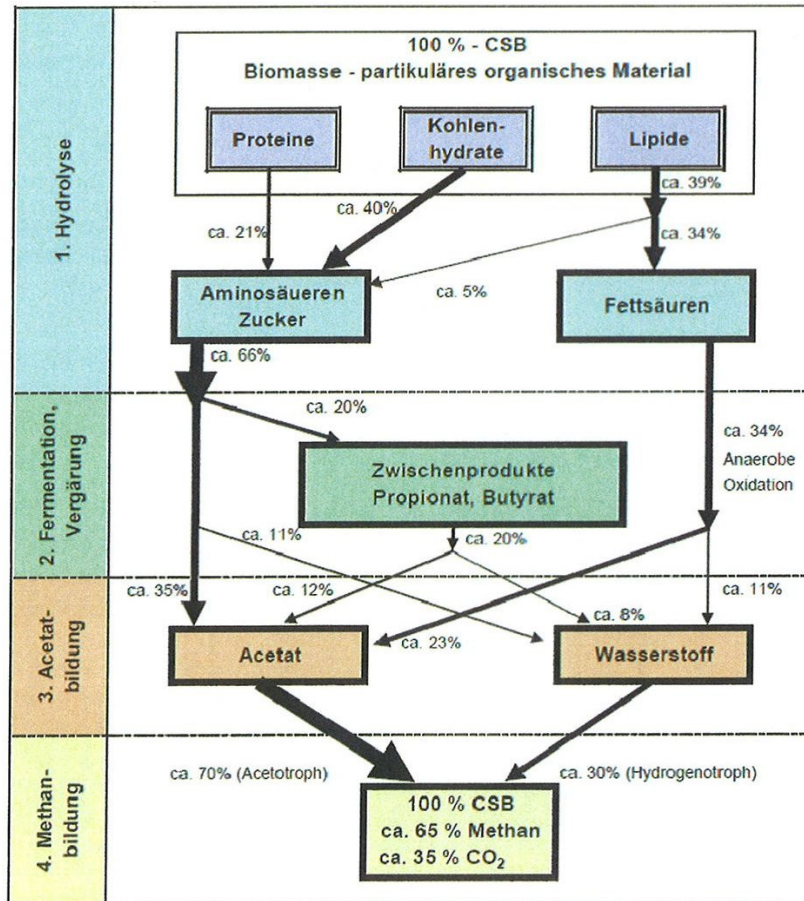 100 % - CSB
Biomasse - partikuläres organisches Material
Proteine
Kohlen-
hydrate
Lipide
1. Hydrolyse
ca. 21%
ca. 40%
ca. 39%
ca. 34%
ca. 5%
Aminosäueren
Zucker
Fettsäuren
ca. 66%
2. Fermentation,
Vergärung
ca. 20%
ca. 34%
Anaerobe
Oxidation
Zwischenprodukte
Propionat, Butyrat
ca. 11%
ca. 20%
3. Acetat-
bildung
ca. 35%
ca. 12%
ca. 8%
ca. 11%
Acetat
ca. 23%
Wasserstoff
4. Methan-
bildung
ca. 70% (Acetotroph)
ca. 30% (Hydrogenotroph)
100 % CSB
ca. 65 % Methan
ca. 35 % CO₂